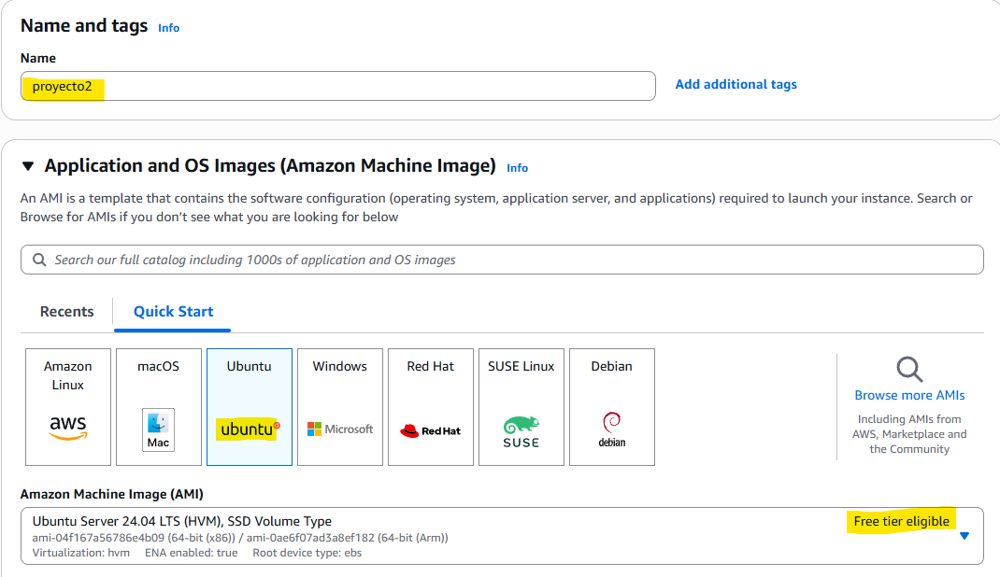 Name and tags Info
Name
proyecto2
Add additional tags
Application and OS Images (Amazon Machine Image) Info
An AMI is a template that contains the software configuration (operating system, application server, and applications) required to launch your instance. Search or
Browse for AMIs if you don’t see what you are looking for below
Search our full catalog including 1000s of application and OS images
Recents
Quick Start
Amazon
Linux
aws
macOS
Mac
Ubuntu
ubuntu
Windows
Microsoft
Red Hat
Red Hat
SUSE Linux
SUSE
Debian
debian
Browse more AMIs
Including AMIs from
AWS, Marketplace and
the Community
Amazon Machine Image (AMI)
Ubuntu Server 24.04 LTS (HVM), SSD Volume Type
Free tier eligible
ami-04f167a56786e4b09 (64-bit (x86)) / ami-0ae6f07ad3a8ef182 (64-bit (Arm))
Virtualization: hvm ENA enabled: true Root device type: ebs